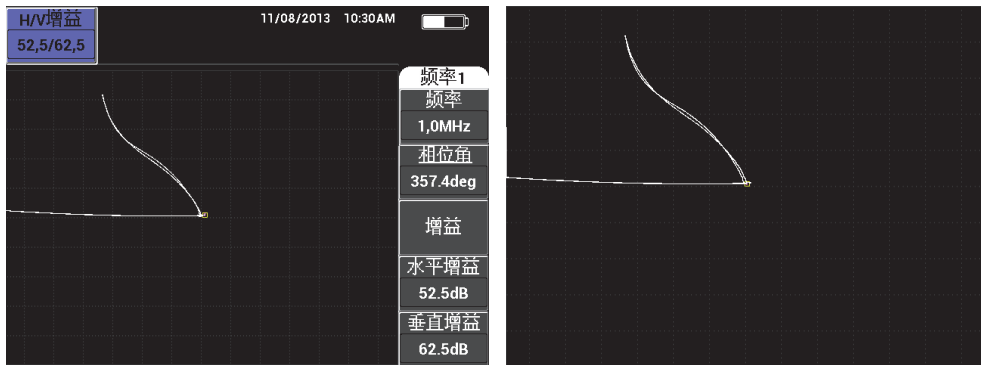 H/V增益
52,5/62,5
11/08/2013 10:30AM
频率1
频率
1,0MHz
相位角
357.4deg
增益
水平增益
52.5dB
垂直增益
62.5dB